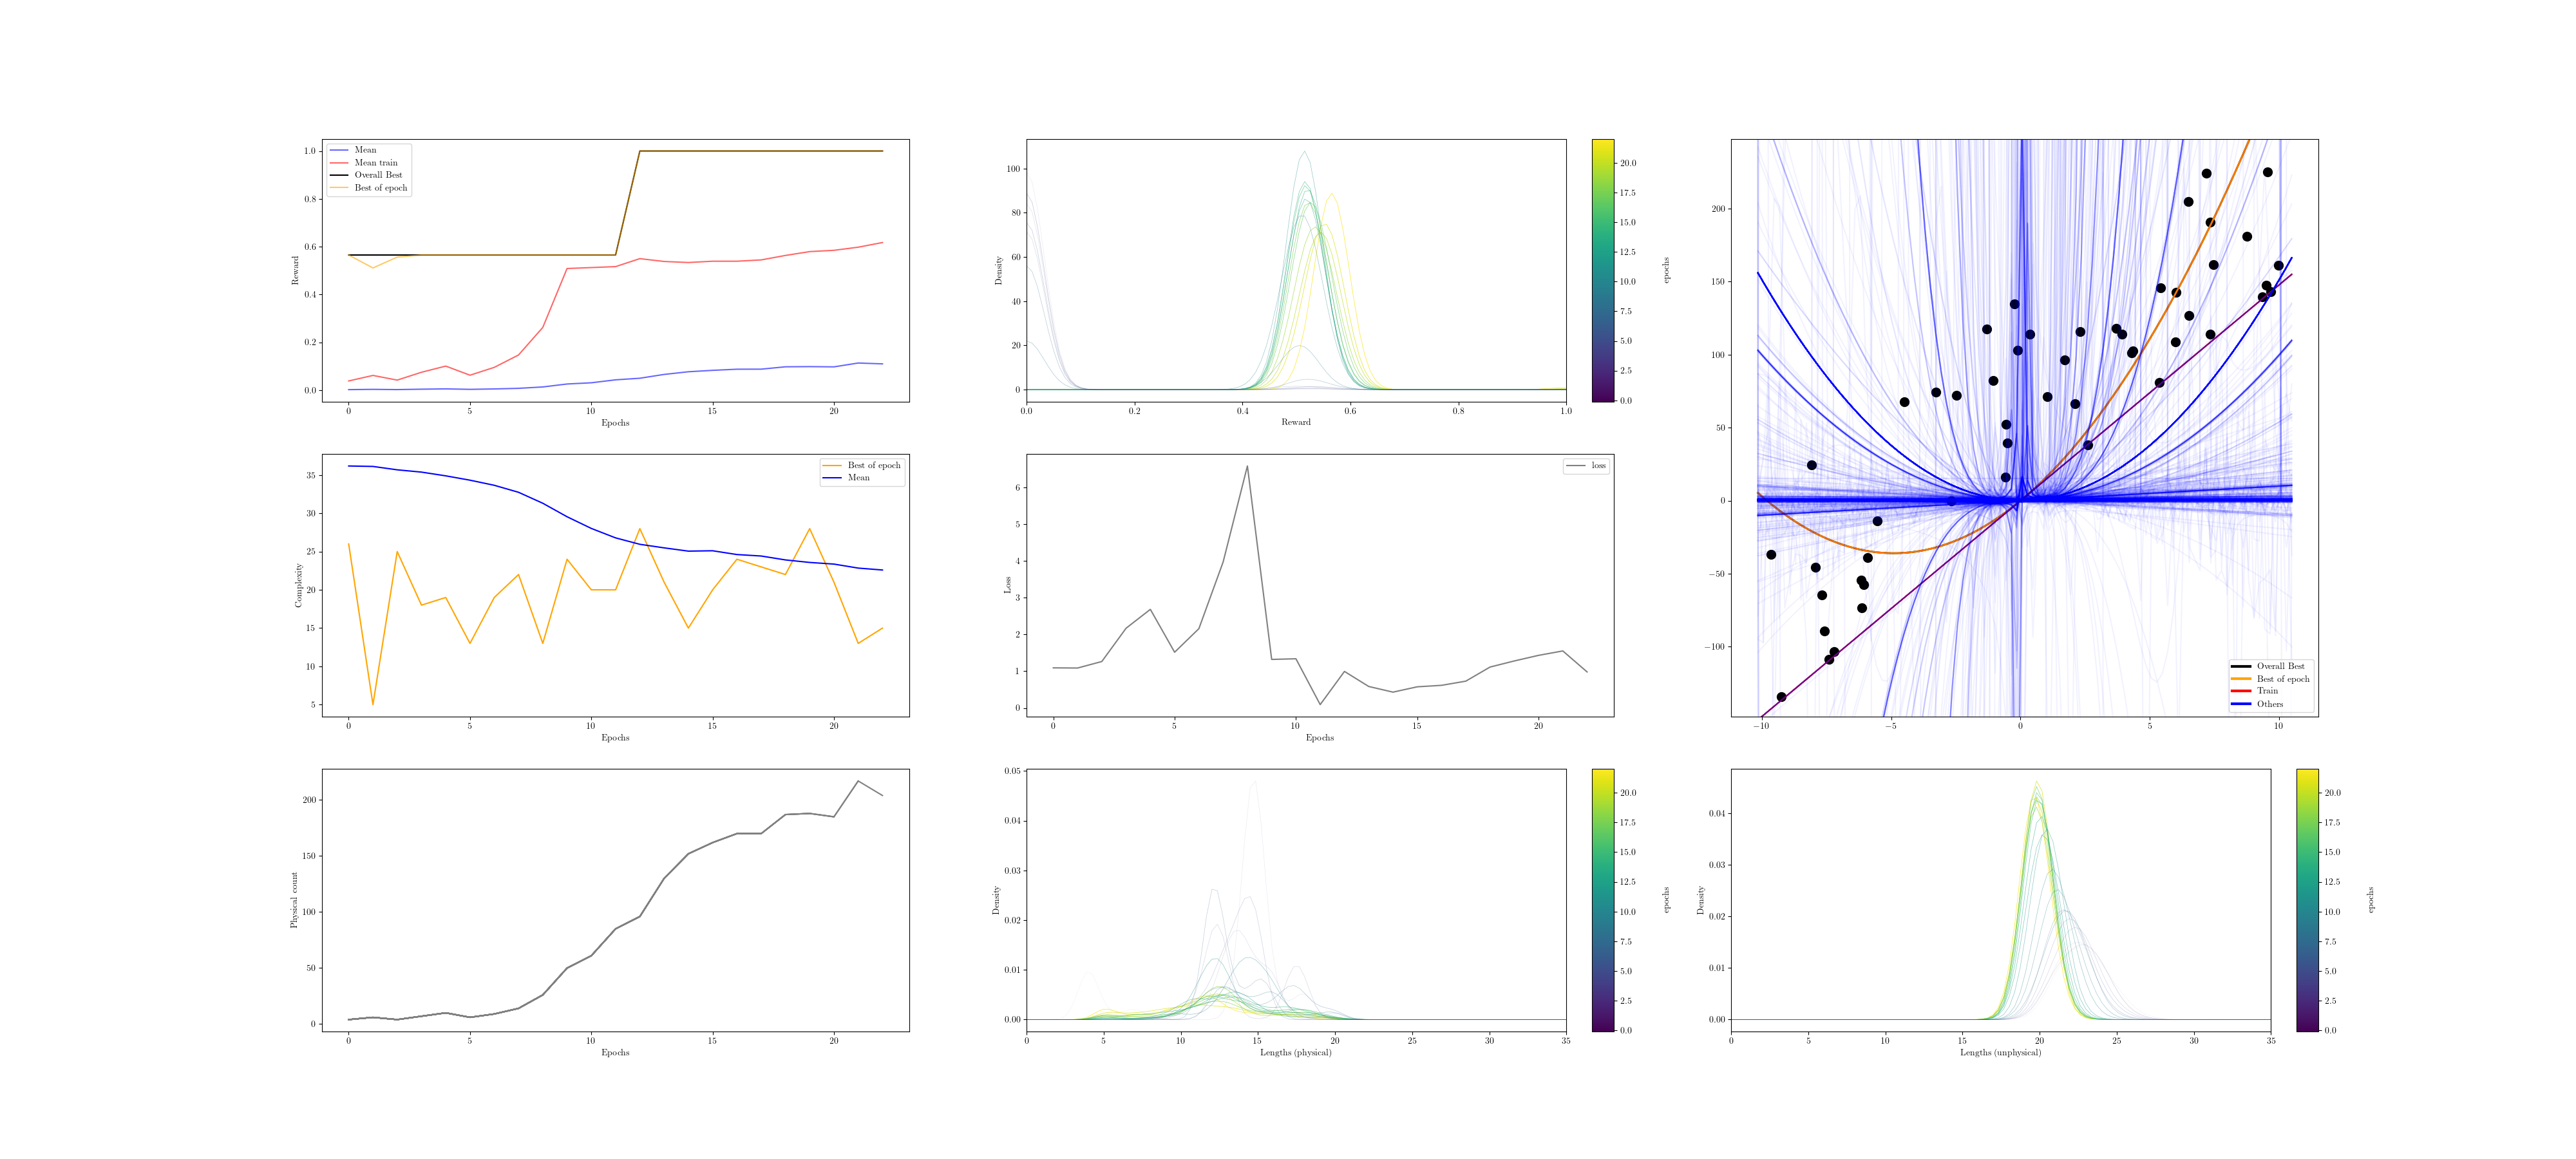 Mean
Mean train
Overall Best
Best of epoch
1.0
0.8
0.6
0.4
0.2
0.0
Reward
0 5 10 15 20
Epochs
100
80
60
40
20
0
Density
0.0 0.2 0.4 0.6 0.8 1.0
Reward
20.0
17.5
15.0
12.5
10.0
7.5
5.0
2.5
0.0
epochs
200
150
100
50
0
−50
−100
−10 −5 0 5 10
Overall Best
Best of epoch
Train
Others
Best of epoch
Mean
35
30
25
20
15
10
5
Complexity
0 5 10 15 20
Epochs
loss
6
5
4
3
2
1
0
Loss
0 5 10 15 20
Epochs
200
150
100
50
0
Physical count
0 5 10 15 20
Epochs
0.05
0.04
0.03
0.02
0.01
0.00
Density
0 5 10 15 20 25 30 35
Lengths (physical)
20.0
17.5
15.0
12.5
10.0
7.5
5.0
2.5
0.0
epochs
0.04
0.03
0.02
0.01
0.00
Density
0 5 10 15 20 25 30 35
Lengths (unphysical)
20.0
17.5
15.0
12.5
10.0
7.5
5.0
2.5
0.0
epochs